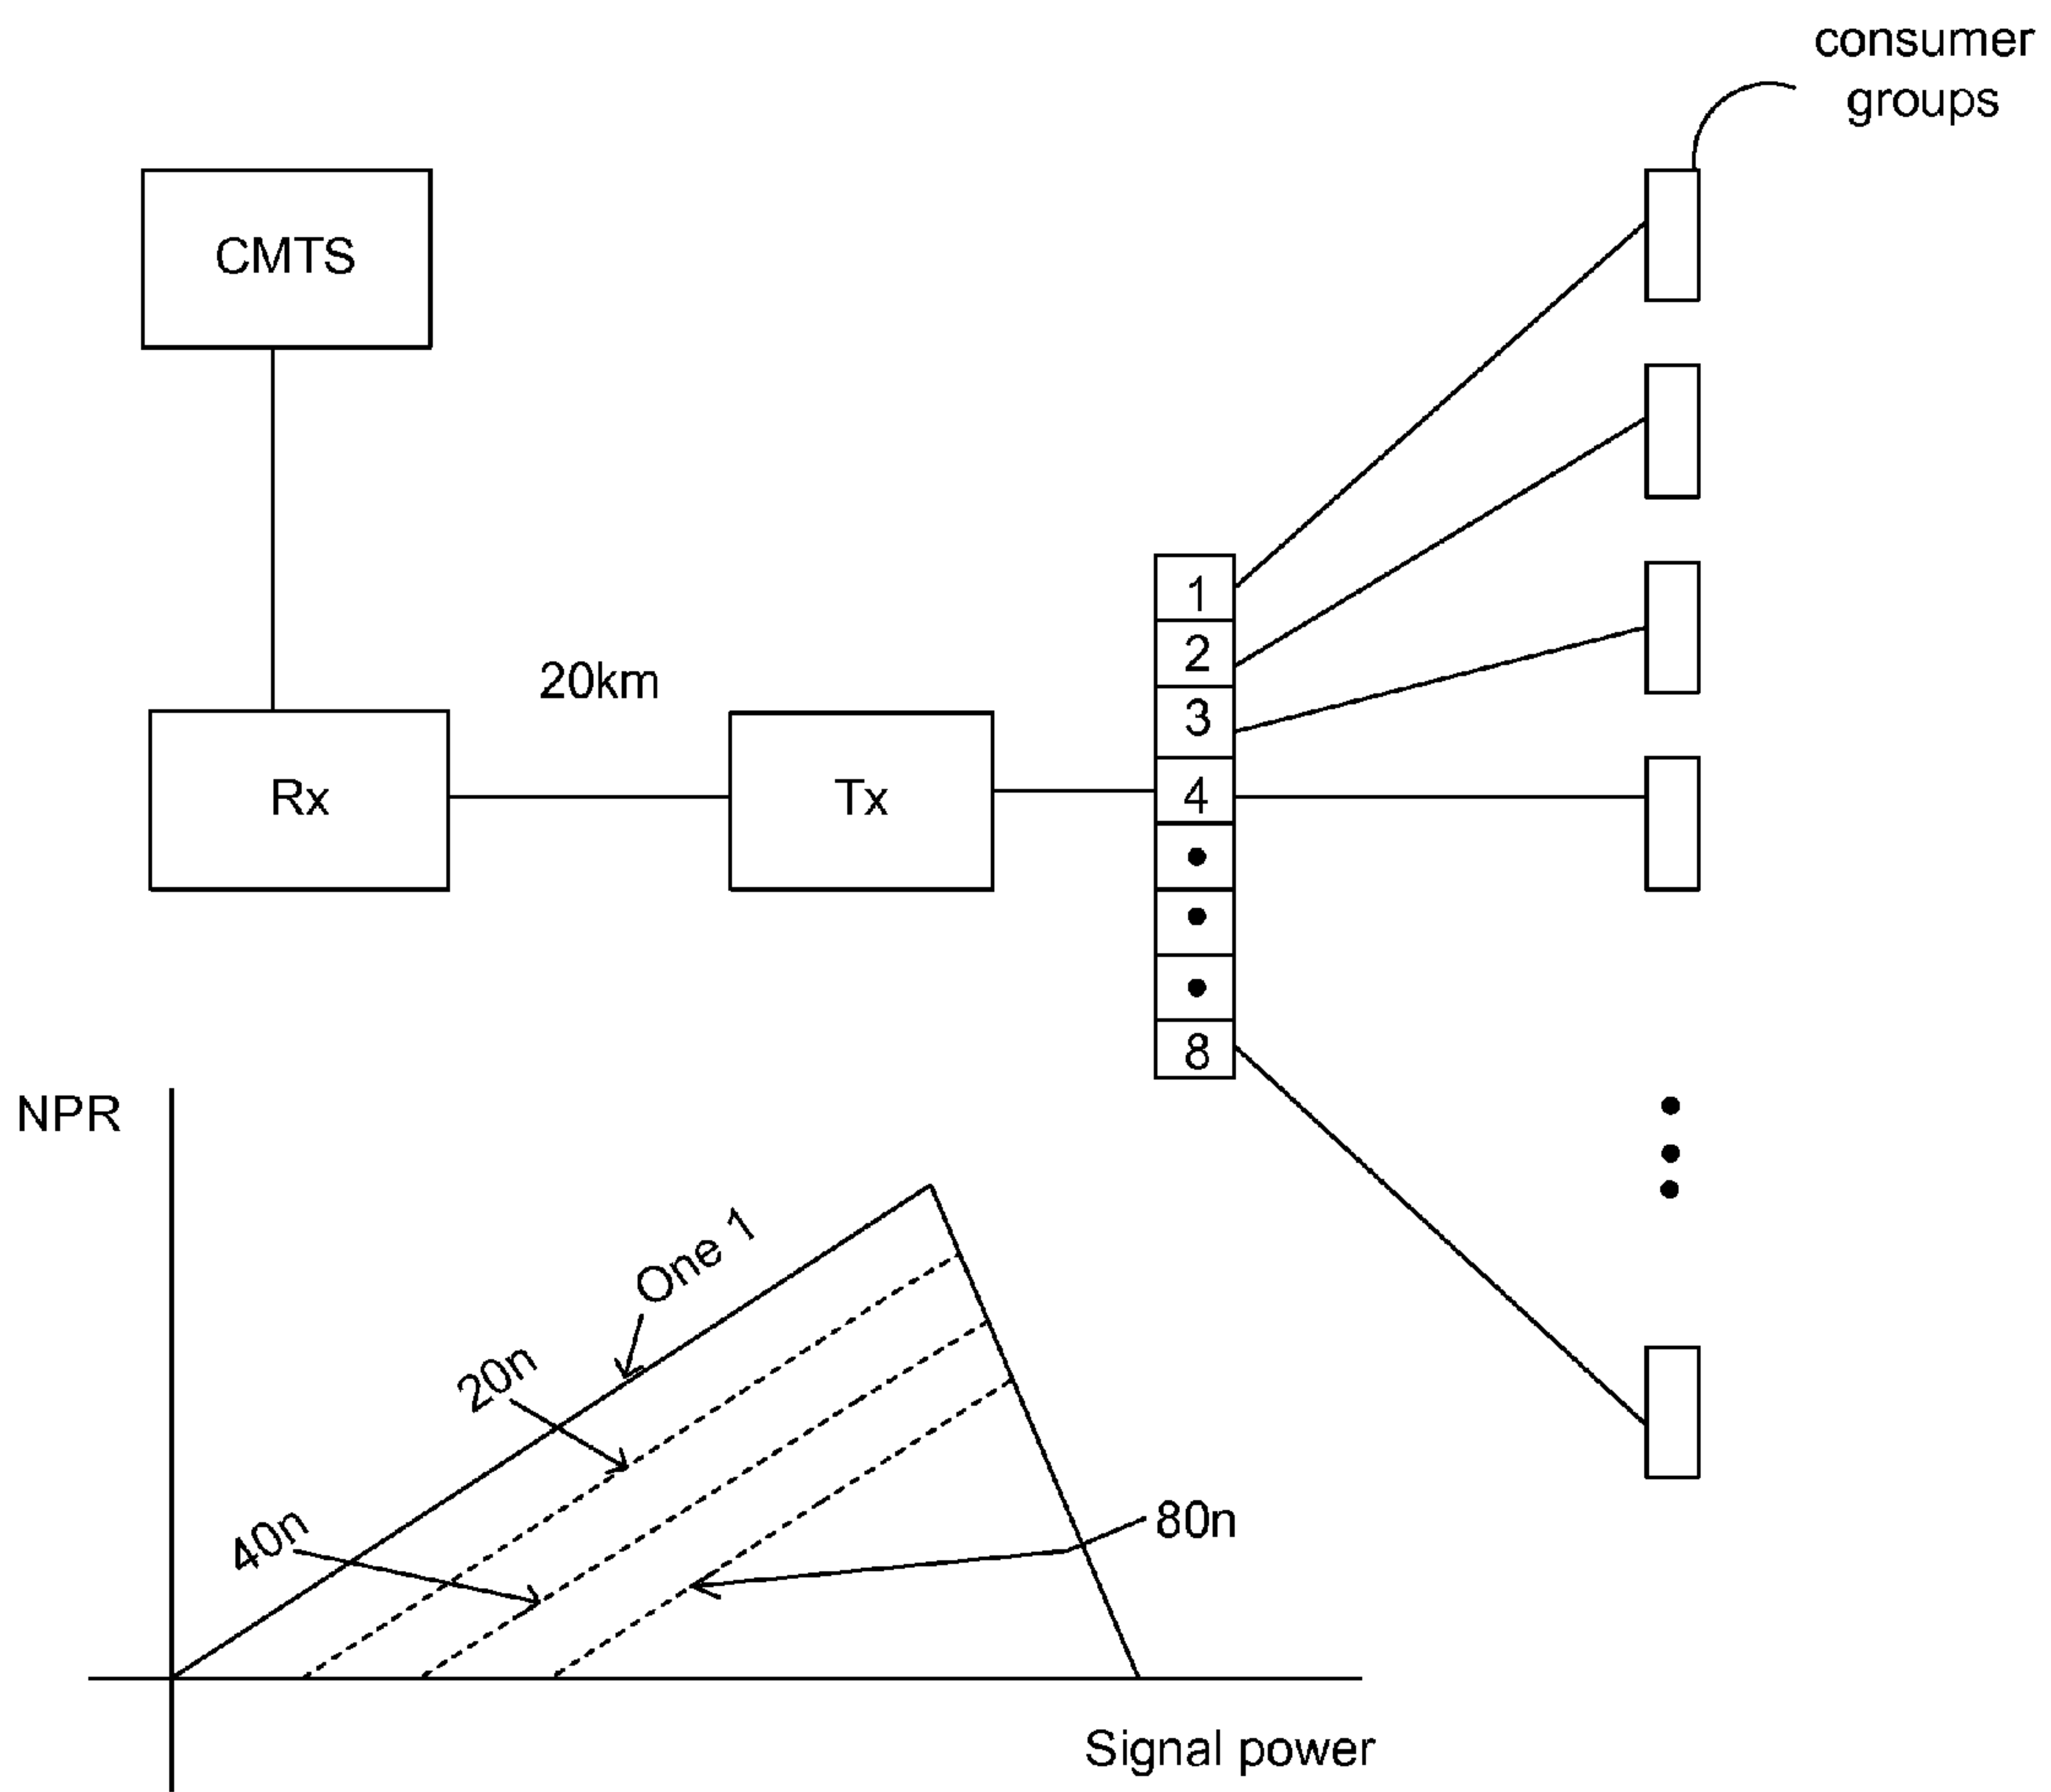 consumer
groups
CMTS
20km
Rx
Tx
1
2
3
4
8
NPR
One 1
20n
40n
80n
Signal power